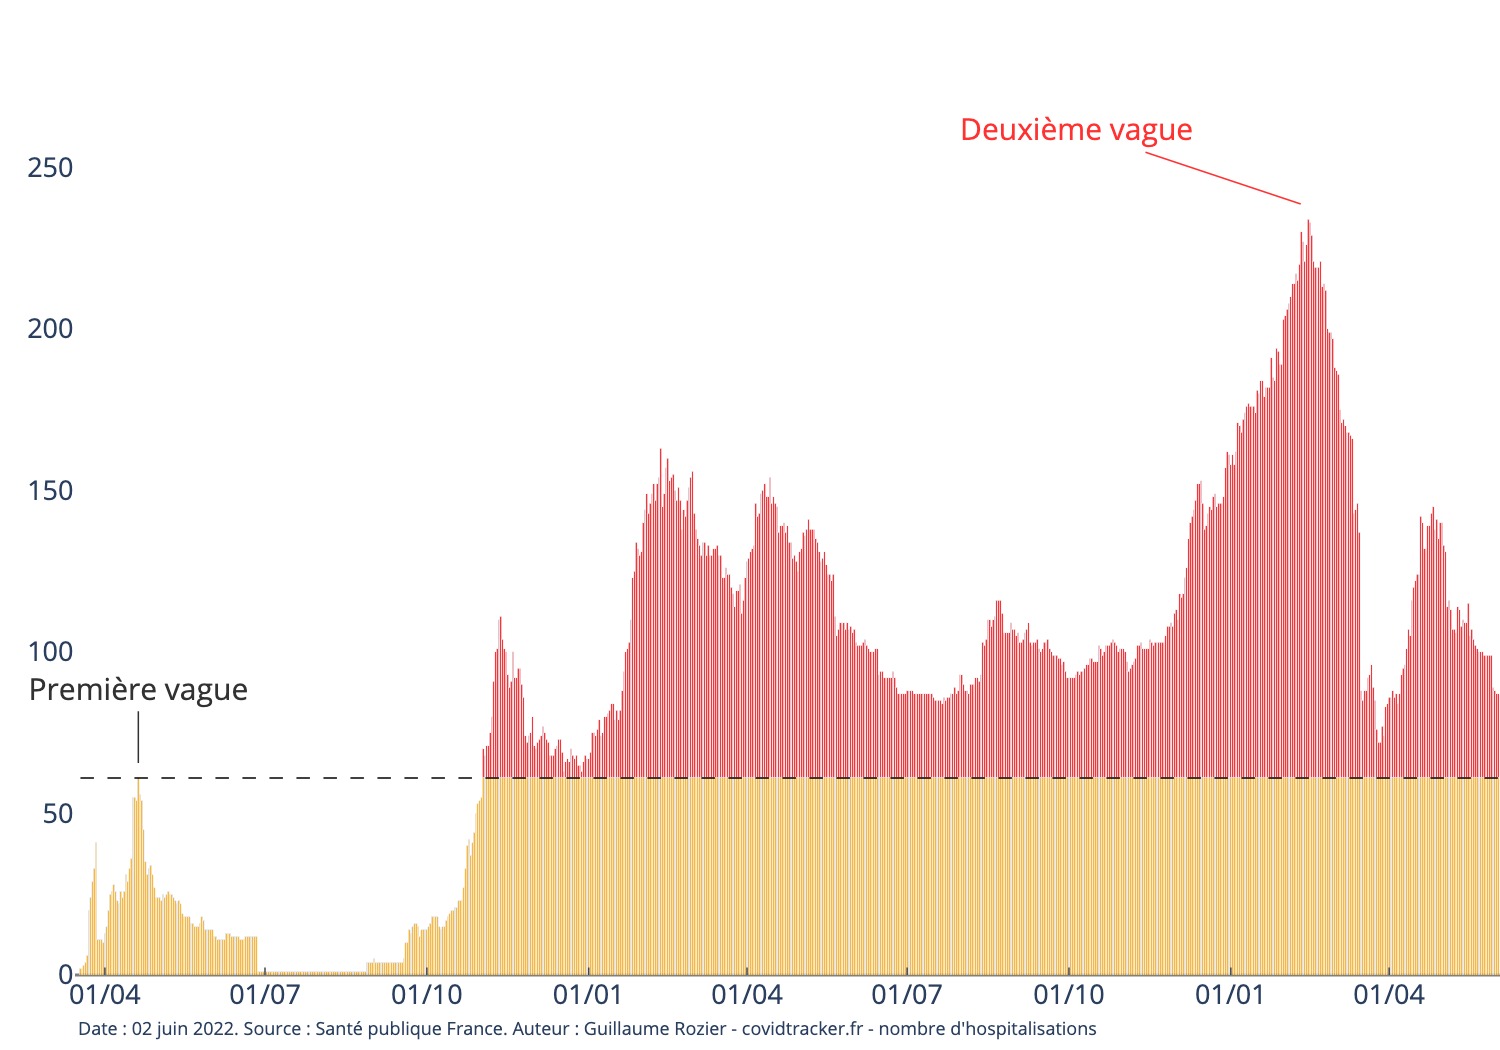 Deuxième vague
250
200
150
100
Première vague
50
0
01/04 01/07 01/10 01/01 01/04 01/07 01/10 01/01 01/04
Date : 02 juin 2022. Source : Santé publique France. Auteur : Guillaume Rozier - covidtracker.fr - nombre d'hospitalisations